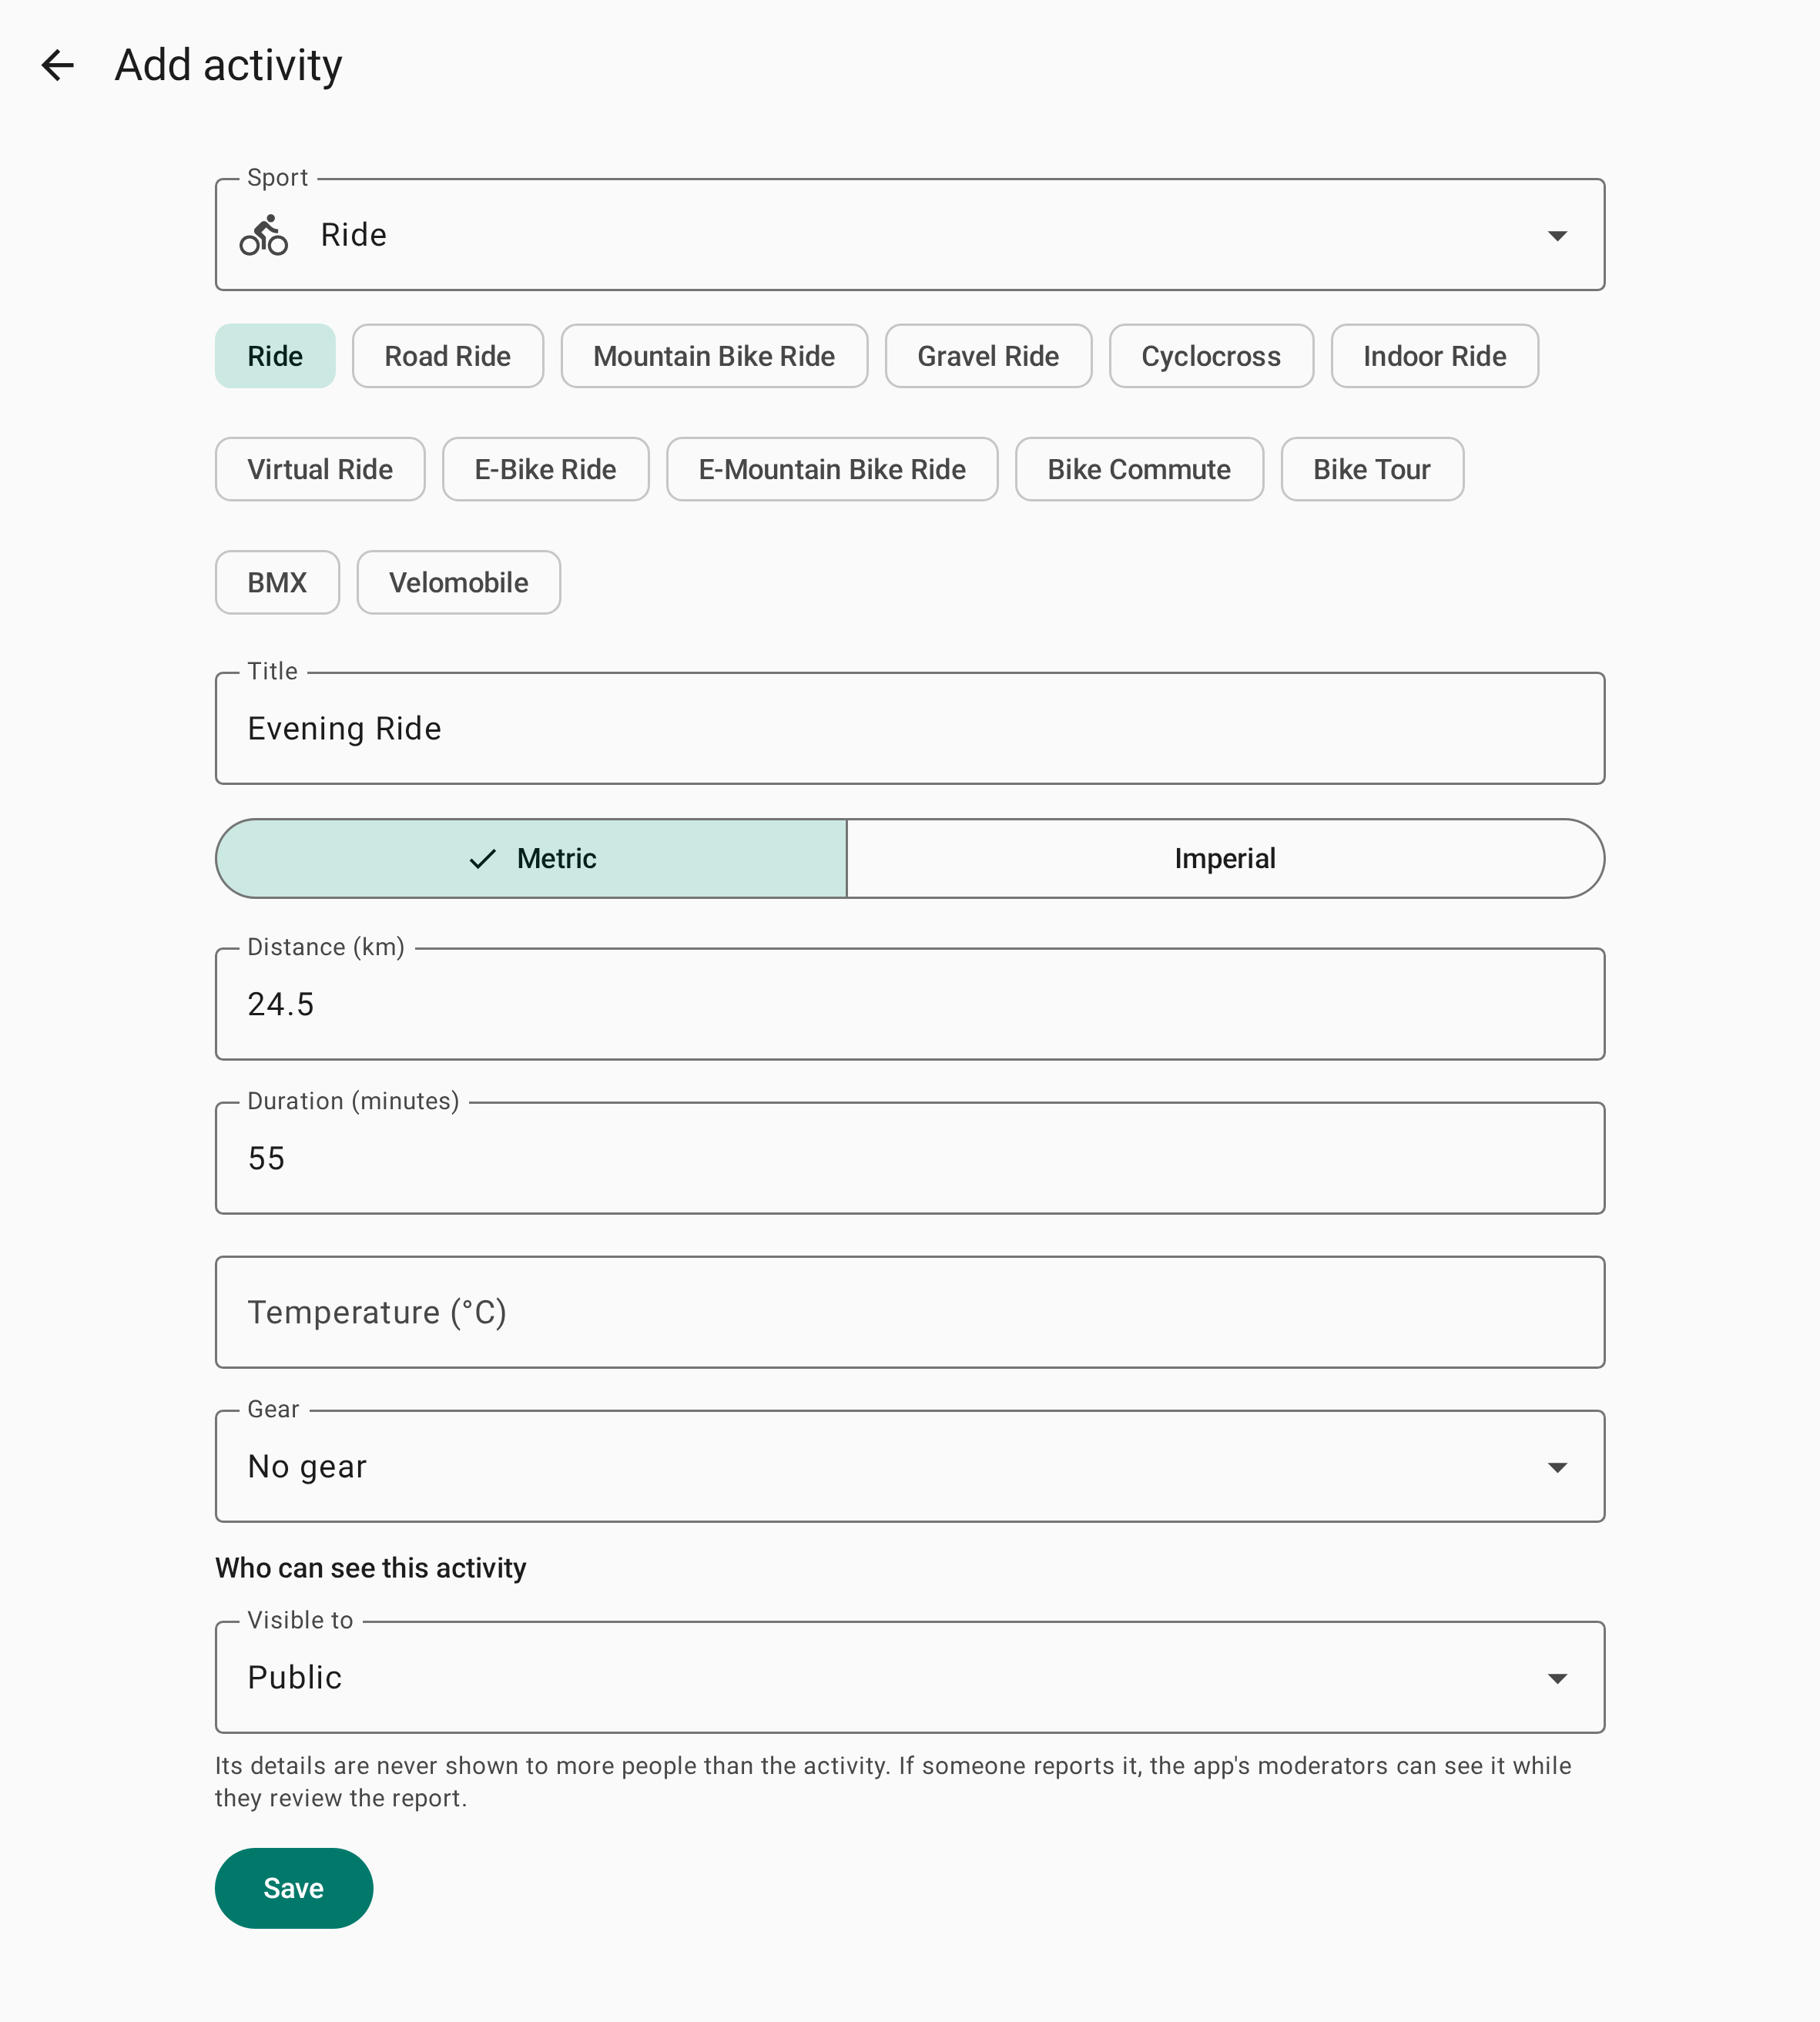 Add activity
Sport
Ride
Ride Road Ride Mountain Bike Ride Gravel Ride Cyclocross Indoor Ride
Virtual Ride E-Bike Ride E-Mountain Bike Ride Bike Commute Bike Tour
BMX Velomobile
Title
Evening Ride
Metric Imperial
Distance (km)
24.5
Duration (minutes)
55
Temperature (°C)
Gear
No gear
Who can see this activity
Visible to
Public
Its details are never shown to more people than the activity. If someone reports it, the app's moderators can see it while
they review the report.
Save